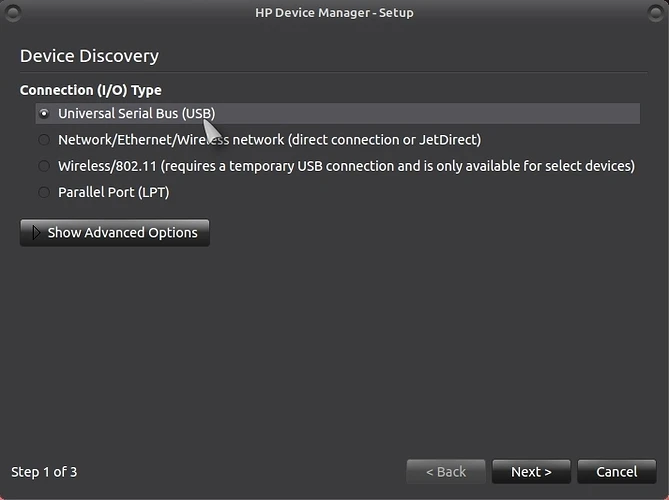 HP Device Manager - Setup
Device Discovery
Connection (I/O) Type
Universal Serial Bus (USB)
Network/Ethernet/Wireless network (direct connection or JetDirect)
Wireless/802.11 (requires a temporary USB connection and is only available for select devices)
Parallel Port (LPT)
Show Advanced Options
Step 1 of 3
< Back
Next >
Cancel